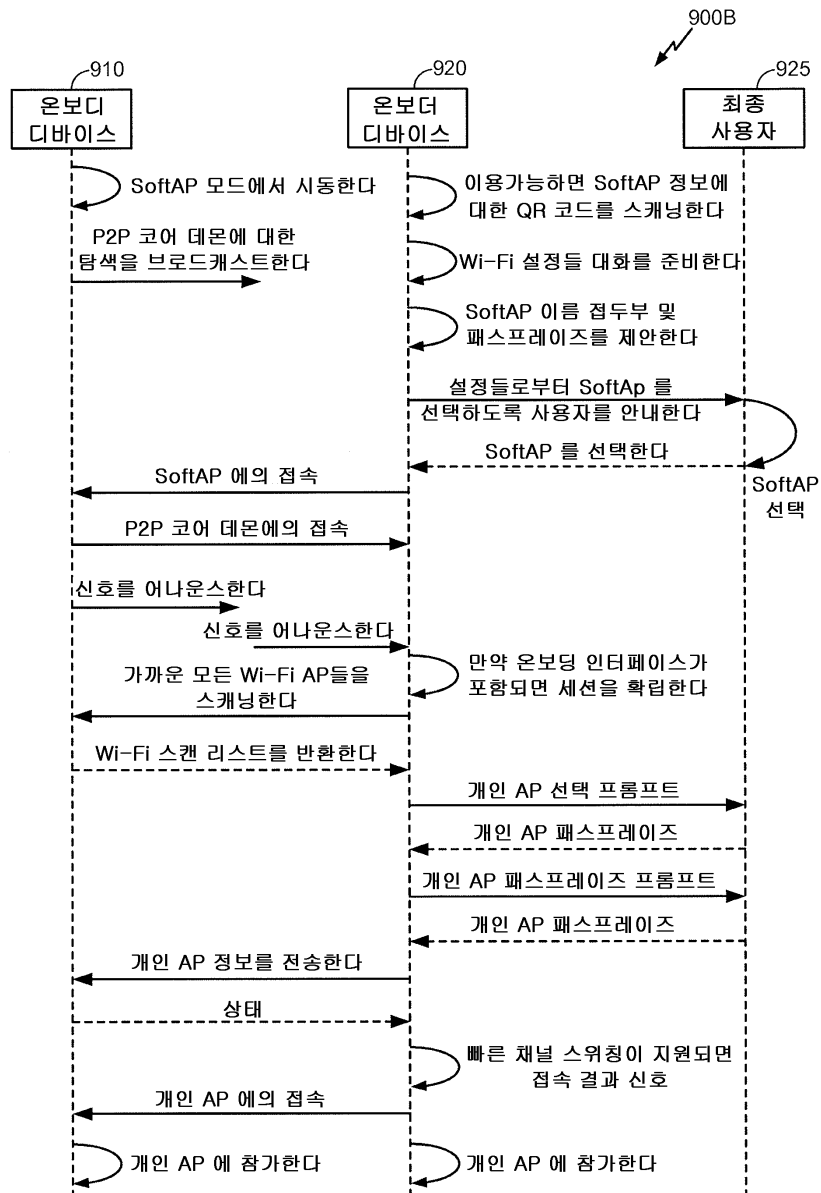 900B
910
920
925
온보디
디바이스
온보더
디바이스
최종
사용자
SoftAP 모드에서 시동한다
이용가능하면 SoftAP 정보에
대한 QR 코드를 스캐닝한다
P2P 코어 데몬에 대한
탐색을 브로드캐스트한다
Wi-Fi 설정들 대화를 준비한다
SoftAP 이름 접두부 및
패스프레이즈를 제안한다
설정들로부터 SoftAp 를
선택하도록 사용자를 안내한다
SoftAP 를 선택한다
SoftAP
선택
SoftAP 에의 접속
P2P 코어 데몬에의 접속
신호를 어나운스한다
신호를 어나운스한다
만약 온보딩 인터페이스가
포함되면 세션을 확립한다
가까운 모든 Wi-Fi AP들을
스캐닝한다
Wi-Fi 스캔 리스트를 반환한다
개인 AP 선택 프롬프트
개인 AP 패스프레이즈
개인 AP 패스프레이즈 프롬프트
개인 AP 패스프레이즈
개인 AP 정보를 전송한다
상태
빠른 채널 스위칭이 지원되면
접속 결과 신호
개인 AP 에의 접속
개인 AP 에 참가한다
개인 AP 에 참가한다